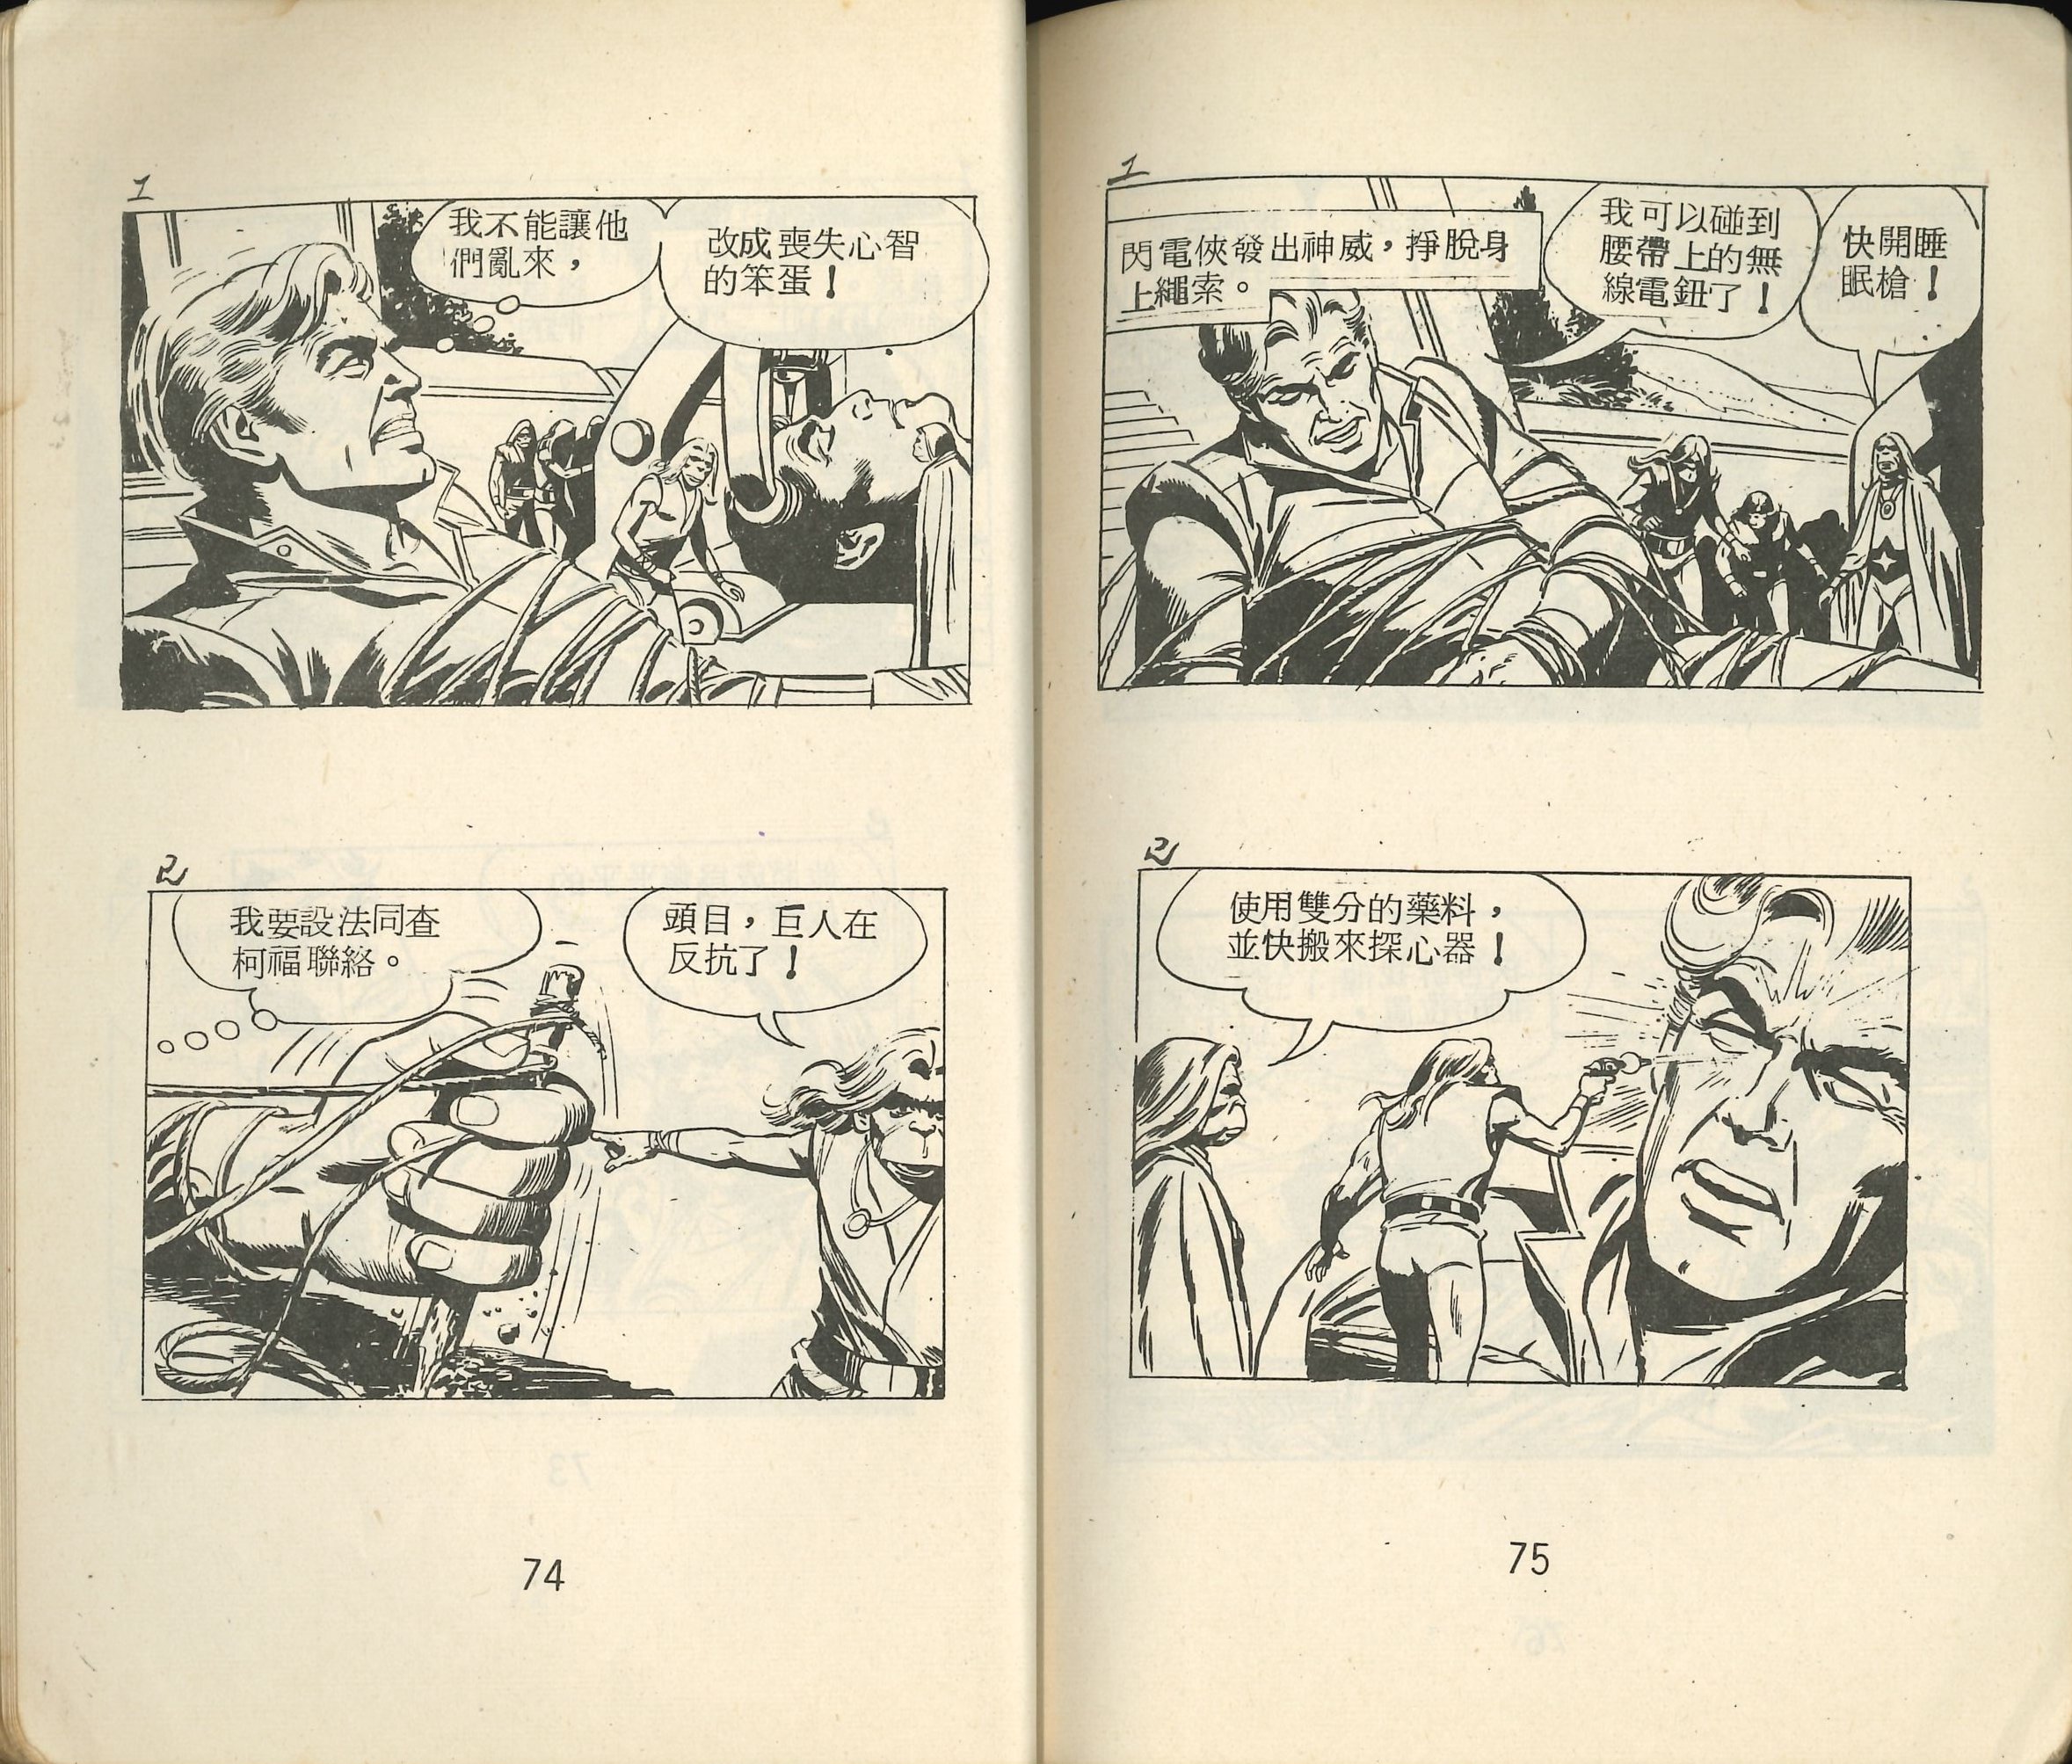 1
我不能讓他
們亂來，
改成喪失心智
的笨蛋！
2
我要設法同查
柯福聯絡。
頭目，巨人在
反抗了！
74
1
閃電俠發出神威，掙脫身
上繩索。
我可以碰到
腰帶上的無
線電鈕了！
快開睡
眠槍！
2
使用雙分的藥料，
並快搬來探心器！
75